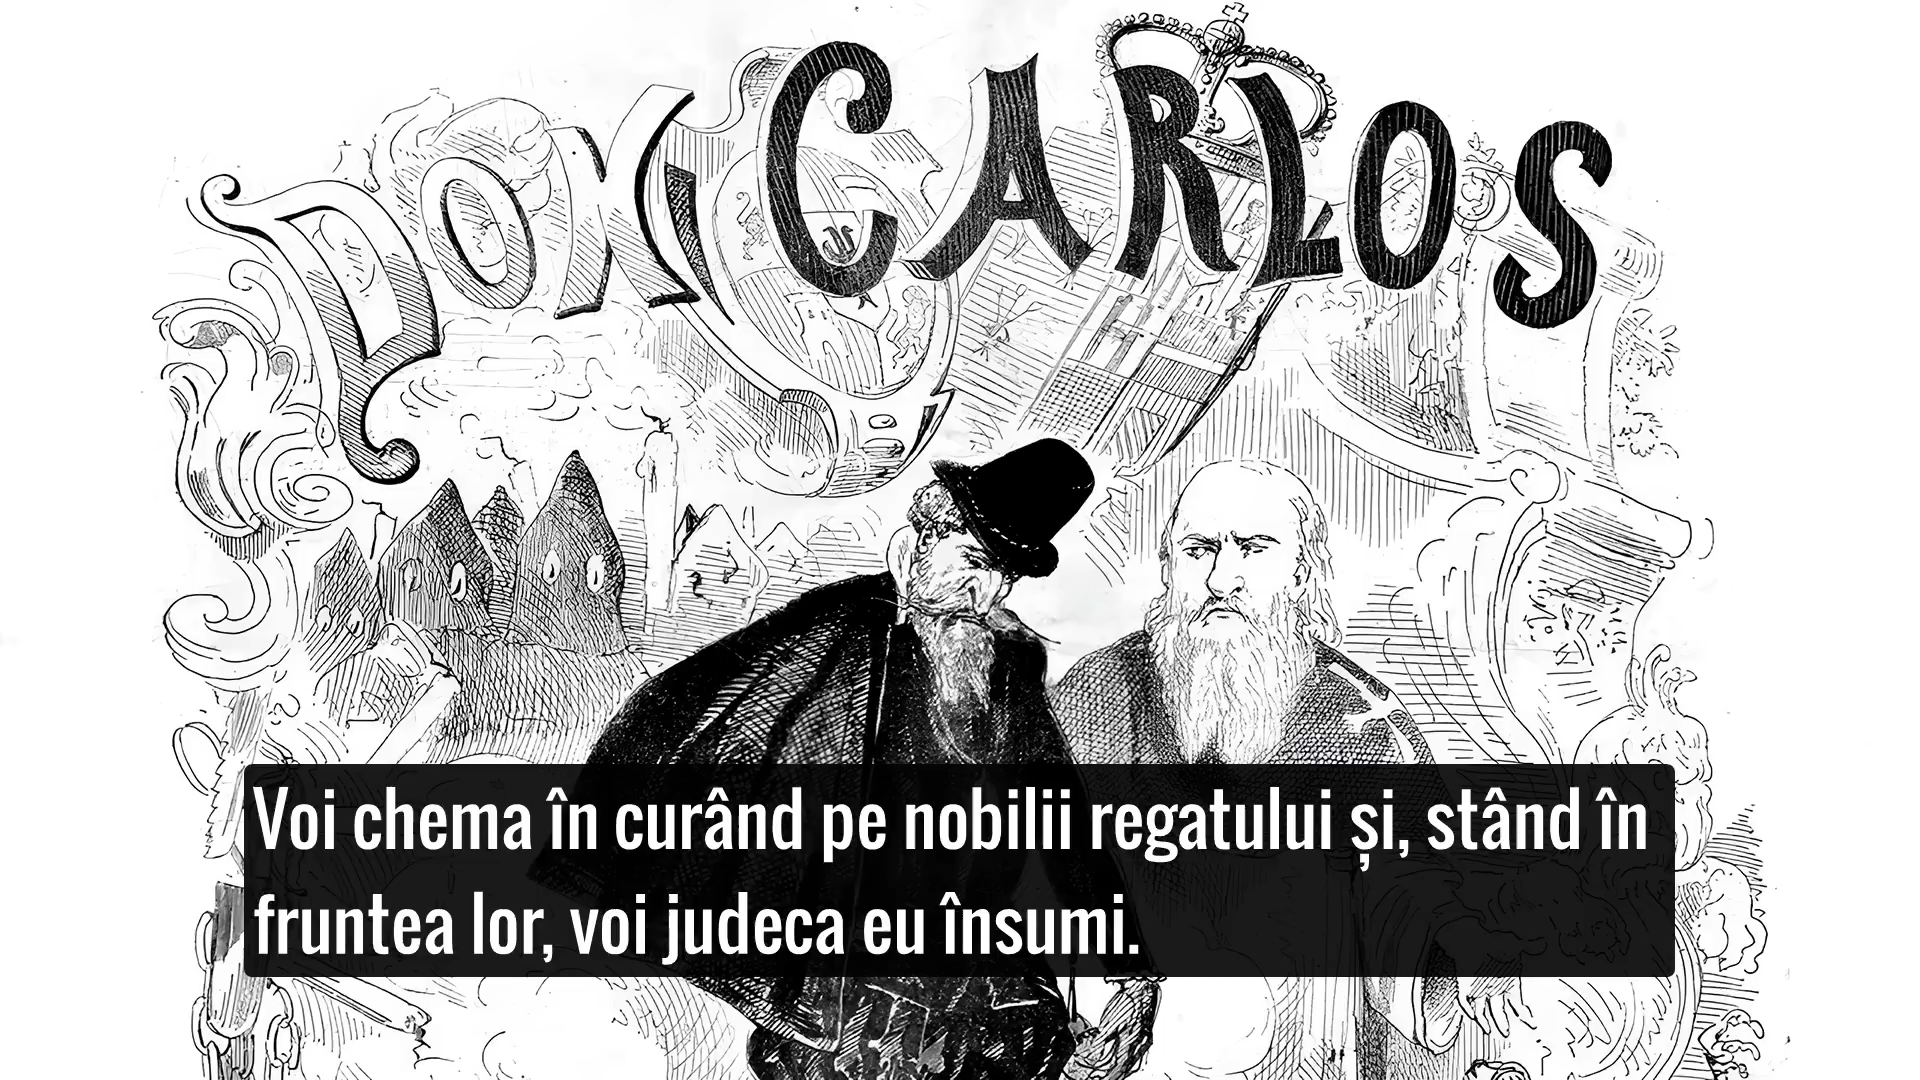 DON CARLOS
Voi chema în curând pe nobilii regatului și, stând în
fruntea lor, voi judeca eu însumi.